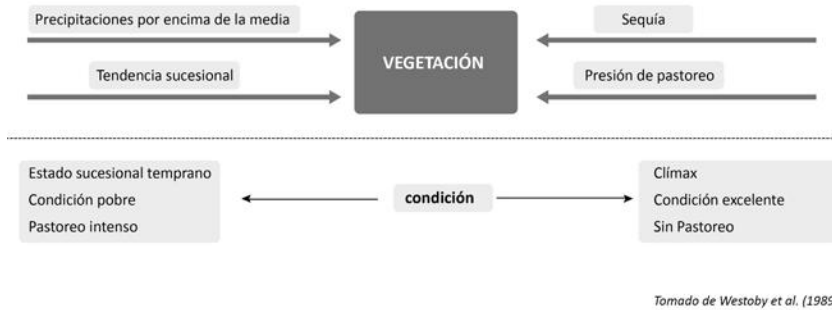 Precipitaciones por encima de la media
Sequía
VEGETACIÓN
Tendencia sucesional
Presión de pastoreo
Estado sucesional temprano
Condición pobre
Pastoreo intenso
condición
Clímax
Condición excelente
Sin Pastoreo
Tomado de Westoby et al. (1989